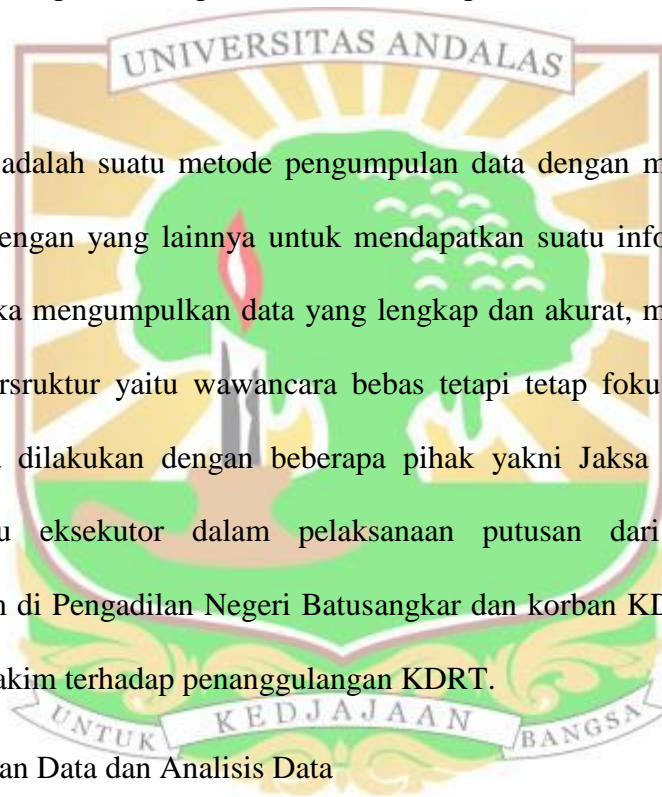 UNIVERSITAS ANDALAS
adalah suatu metode pengumpulan data dengan m
engan yang lainnya untuk mendapatkan suatu info
ka mengumpulkan data yang lengkap dan akurat, m
rsruktur yaitu wawancara bebas tetapi tetap foku
dilakukan dengan beberapa pihak yakni Jaksa
u eksekutor dalam pelaksanaan putusan dari
n di Pengadilan Negeri Batusangkar dan korban KD
akim terhadap penanggulangan KDRT.
UNTUK KEDJAJAAN BANGSA
an Data dan Analisis Data